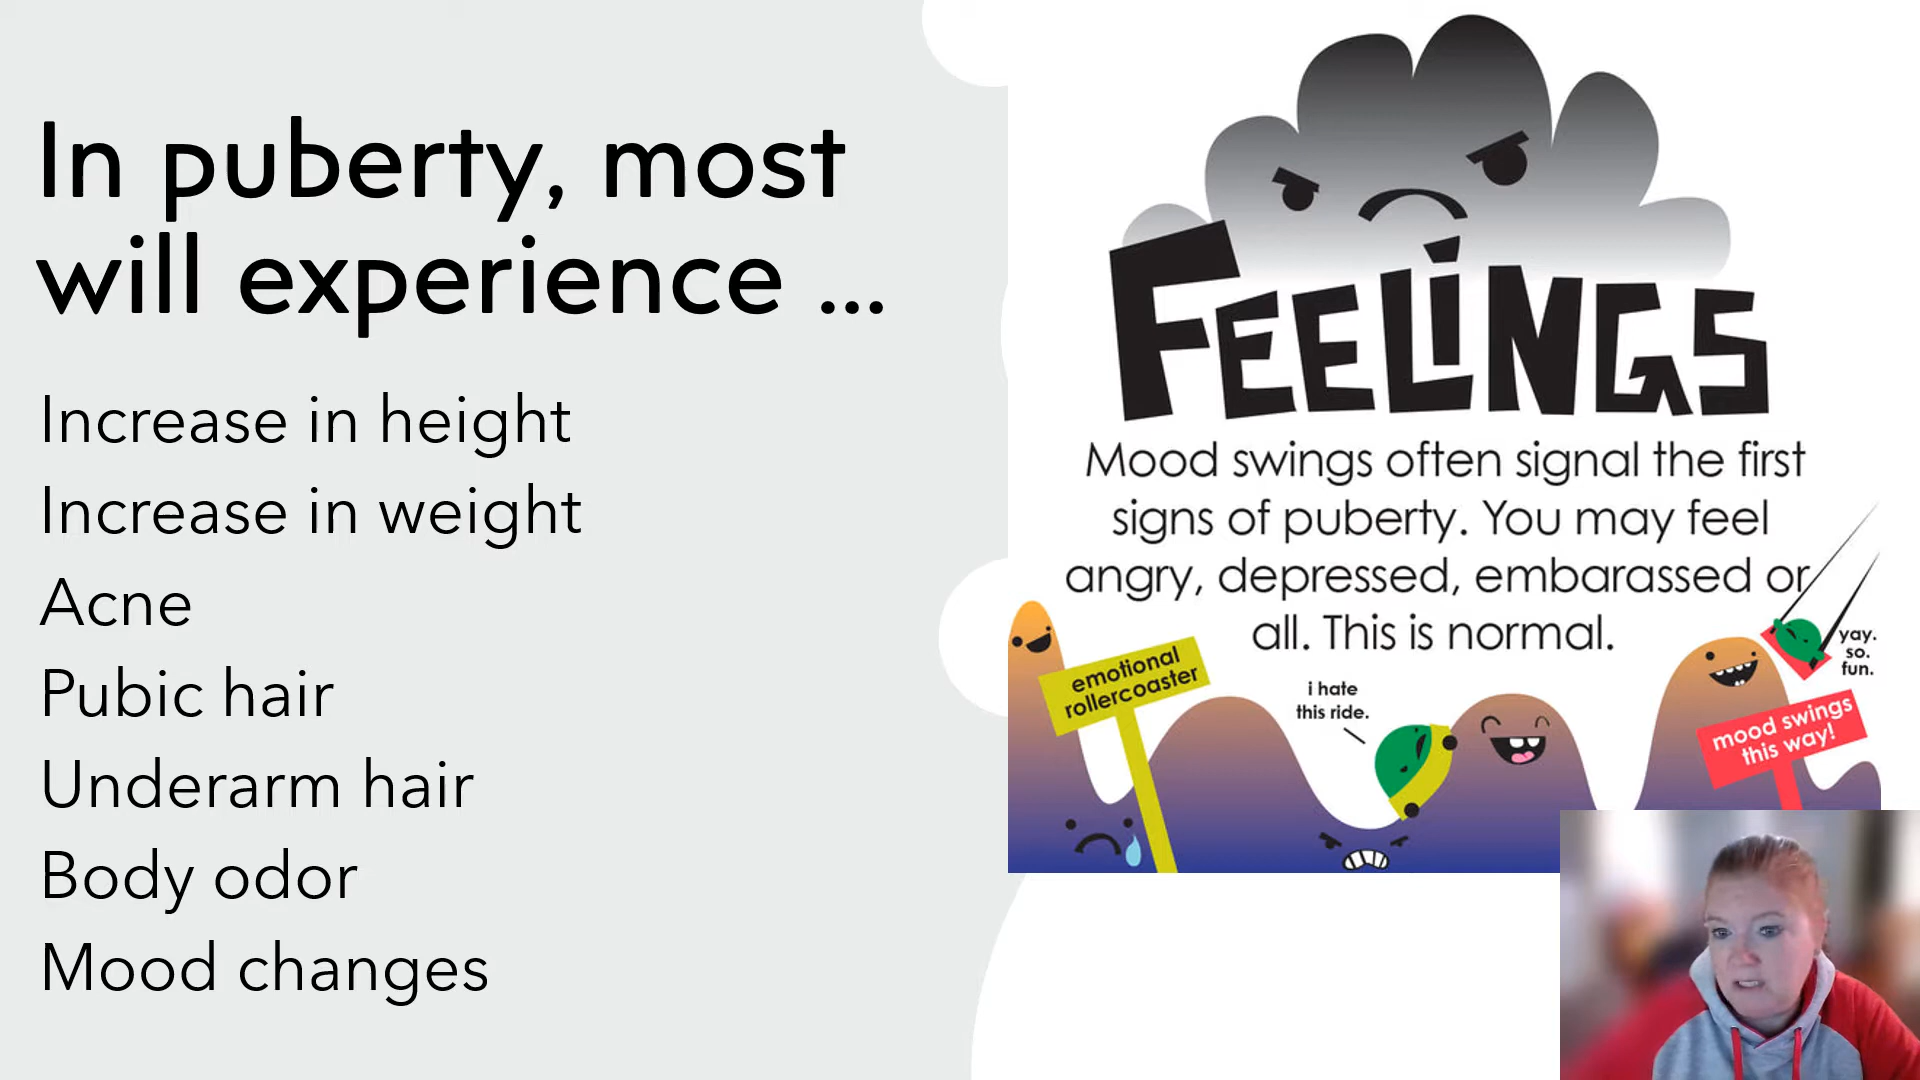 In puberty, most
will experience ...
Increase in height
Increase in weight
Acne
Pubic hair
Underarm hair
Body odor
Mood changes
FEELiNGS
Mood swings often signal the first
signs of puberty. You may feel
angry, depressed, embarassed or
all. This is normal.
emotional
rollercoaster
i hate
this ride.
yay.
so.
fun.
mood swings
this way!